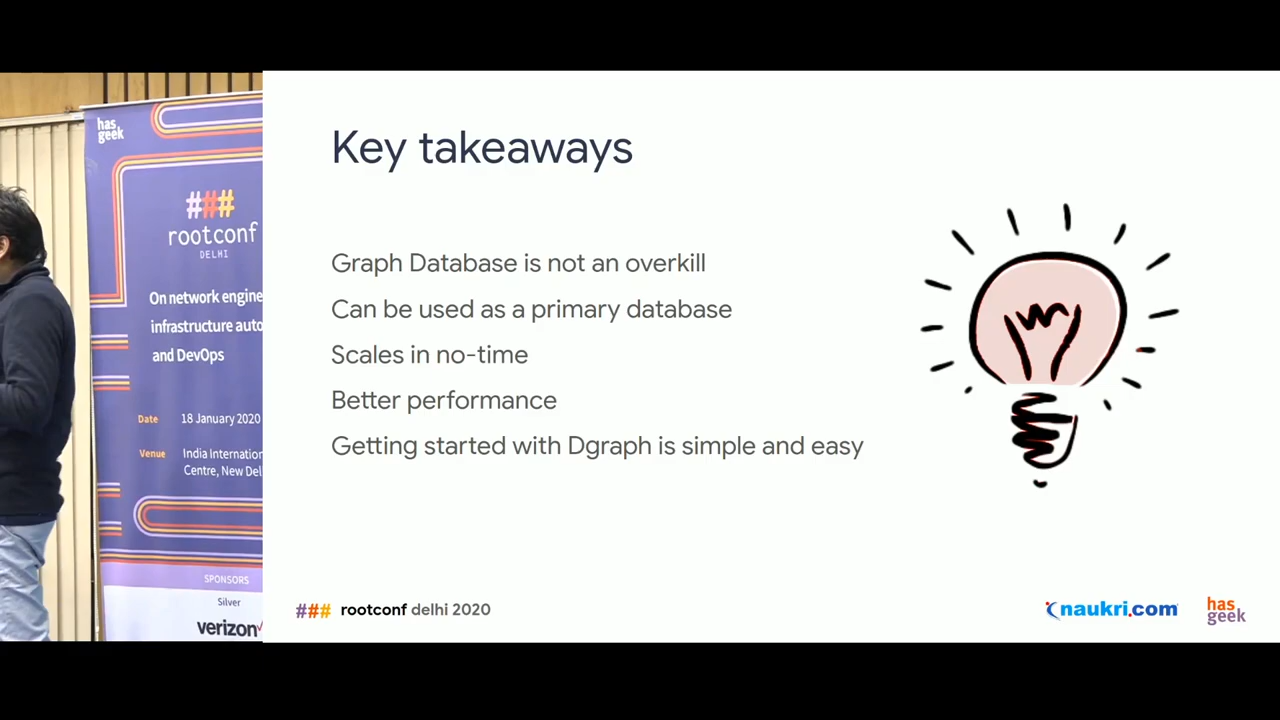 has
geek
###
rootconf
DELHI
On network engine
infrastructure auto
and DevOps
Date 18 January 2020
Venue India Internation
Centre, New Del
SPONSORS
Silver
verizon
Key takeaways
Graph Database is not an overkill
Can be used as a primary database
Scales in no-time
Better performance
Getting started with Dgraph is simple and easy
### rootconf delhi 2020
naukri.com
has
geek